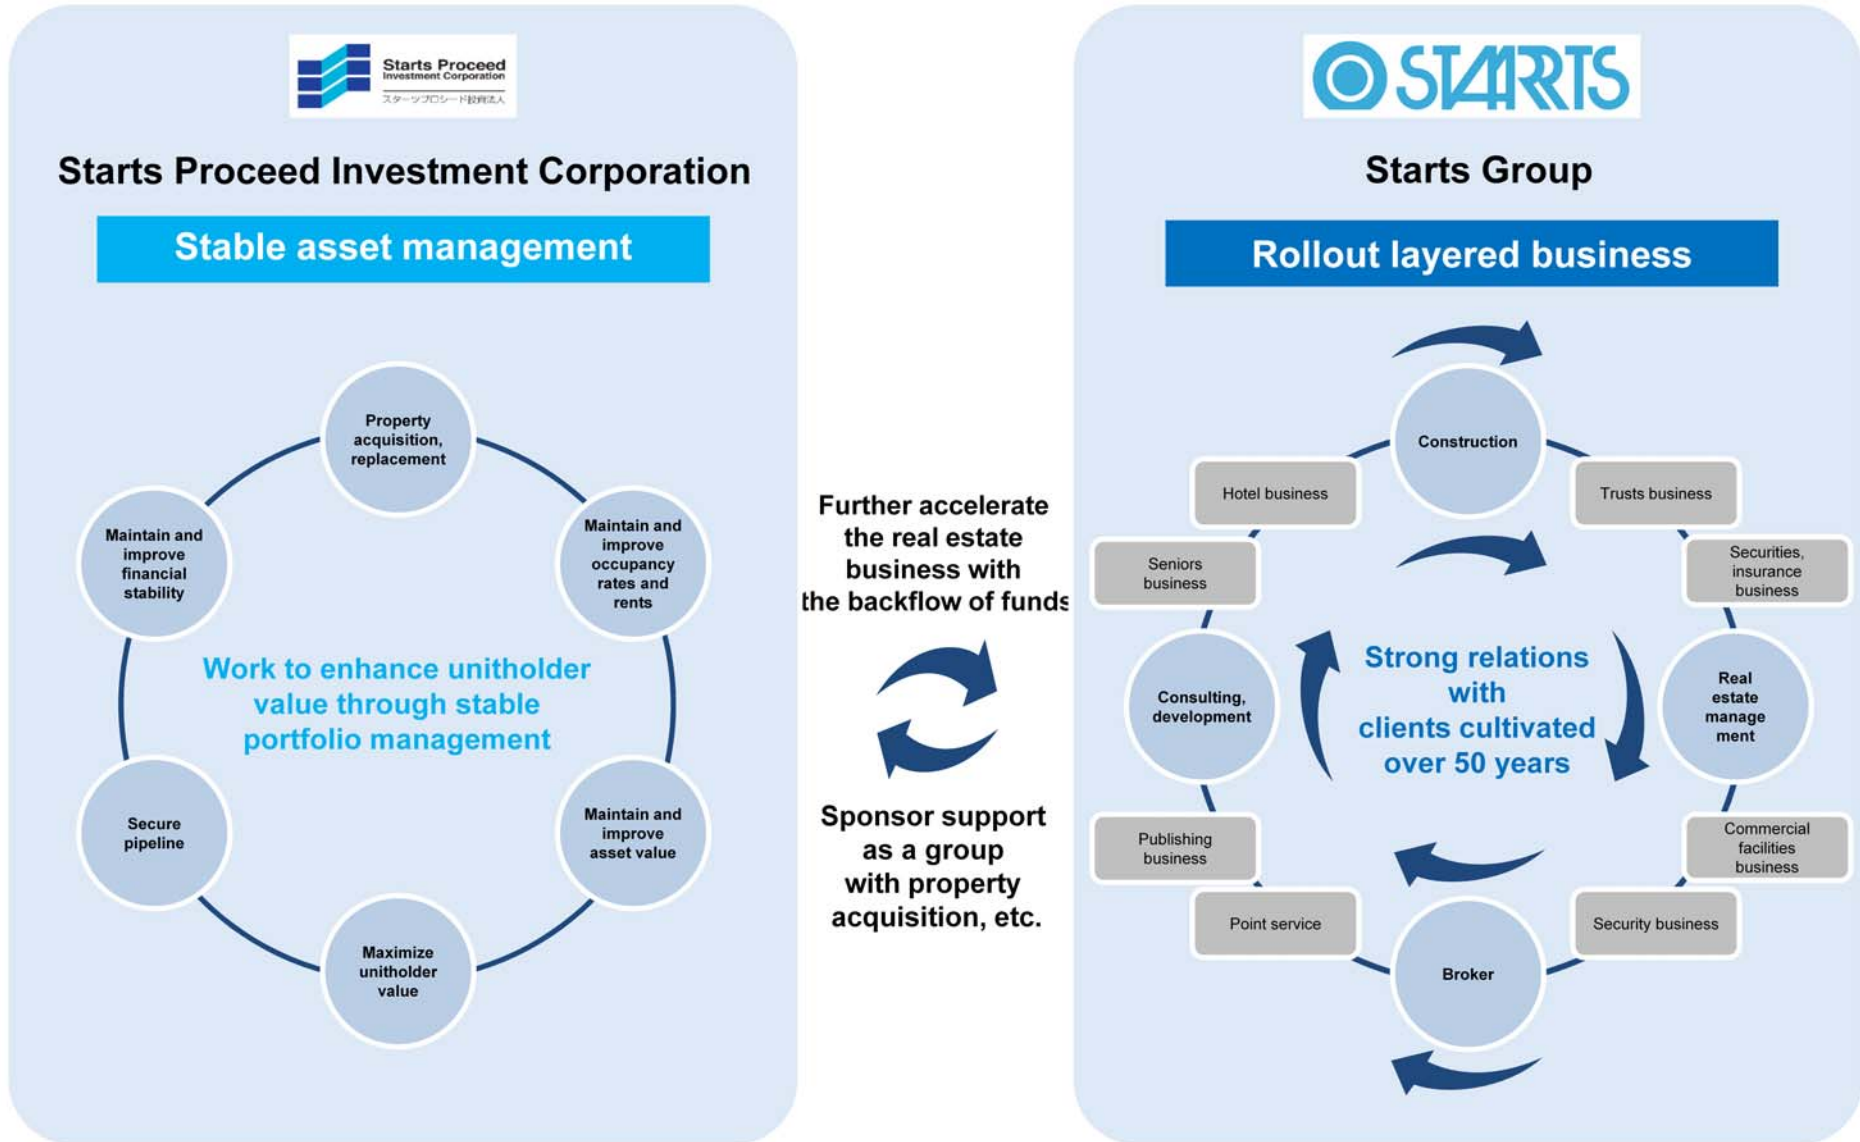 Starts Proceed
Investment Corporation
スターツプロシード投資法人
Starts Proceed Investment Corporation
Stable asset management
Property
acquisition,
replacement
Maintain and
improve
occupancy
rates and
rents
Maintain and
improve
asset value
Maximize
unitholder
value
Secure
pipeline
Maintain and
improve
financial
stability
Work to enhance unitholder
value through stable
portfolio management
Further accelerate
the real estate
business with
the backflow of funds
Sponsor support
as a group
with property
acquisition, etc.
STARTS
Starts Group
Rollout layered business
Construction
Trusts business
Securities,
insurance
business
Real
estate
manage
ment
Commercial
facilities
business
Security business
Broker
Point service
Publishing
business
Consulting,
development
Seniors
business
Hotel business
Strong relations
with
clients cultivated
over 50 years